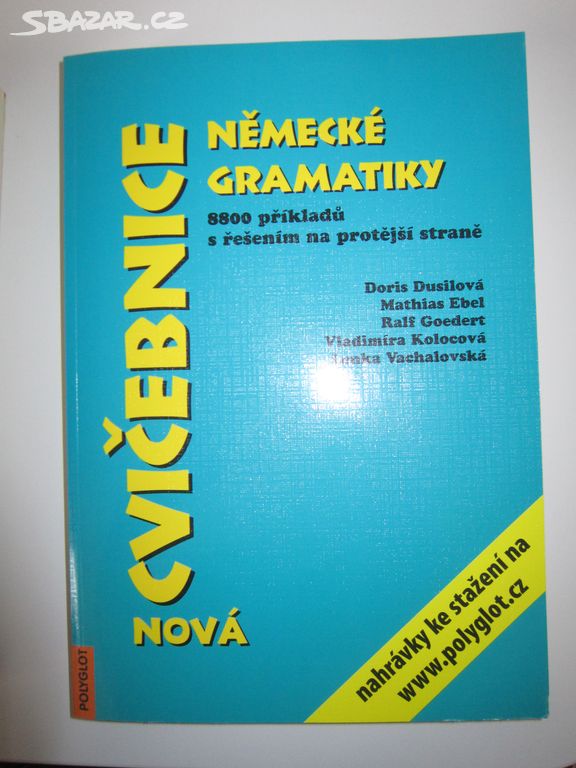 SBAZAR.CZ
NOVÁ
CVIČEBNICE
NĚMECKÉ
GRAMATIKY
8800 příkladů
s řešením na protější straně
Doris Dusilová
Mathias Ebel
Ralf Goedert
Vladimíra Kolocová
Vachalovská
nahrávky ke stažení na
www.polyglot.cz
POLYGLOT